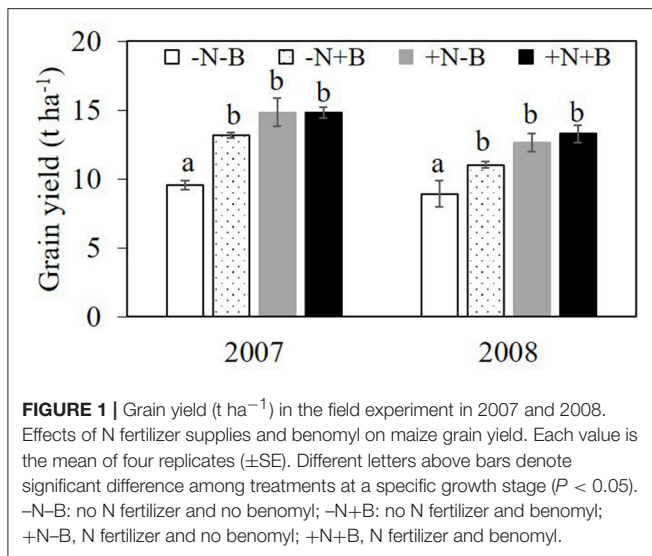 20
-N-B -N+B +N-B +N+B
Grain yield (t ha⁻¹)
15
10
5
0
a b b b
a b b b
2007 2008
FIGURE 1 | Grain yield (t ha⁻¹) in the field experiment in 2007 and 2008.
Effects of N fertilizer supplies and benomyl on maize grain yield. Each value is
the mean of four replicates (±SE). Different letters above bars denote
significant difference among treatments at a specific growth stage (P < 0.05).
–N–B: no N fertilizer and no benomyl; –N+B: no N fertilizer and benomyl;
+N–B, N fertilizer and no benomyl; +N+B, N fertilizer and benomyl.